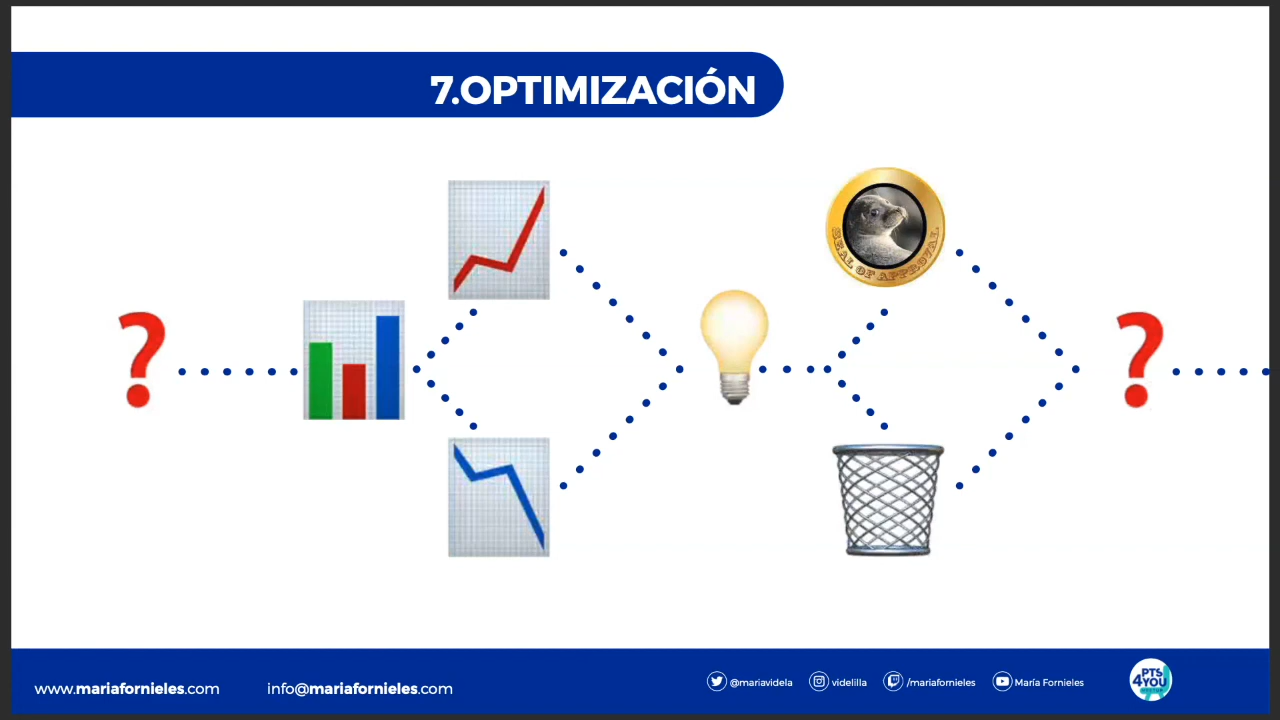 7.OPTIMIZACIÓN
SEAL OF APPROVAL
www.mariafornieles.com
info@mariafornieles.com
@mariavidela
videlilla
/mariafornieles
María Fornieles
PTS
4YOU